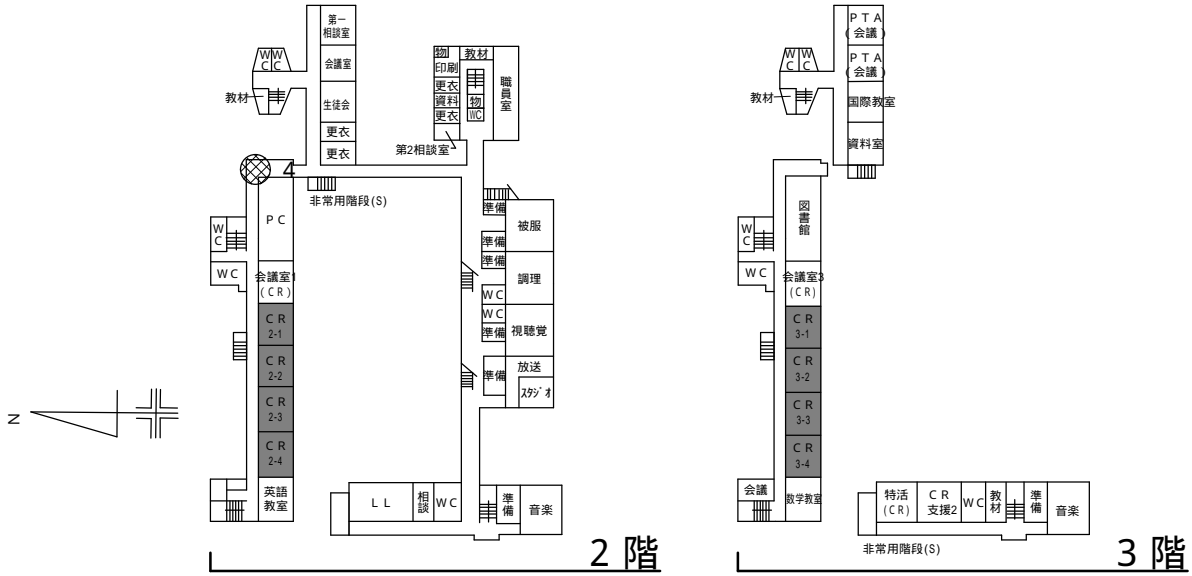 第一
相談室
会議室
生徒会
更衣
更衣
W
C
W
C
教材
4
非常用階段(S)
物
教材
印刷
更衣
資料
更衣
物
WC
職
員
室
第2相談室
PC
W
C
WC
会議室1
(CR)
CR
2-1
CR
2-2
CR
2-3
CR
2-4
英語
教室
準備
被服
準備
準備
調理
WC
WC
準備
視聴覚
準備
放送
スタジオ
LL
相
談
WC
準
備
音楽
N
2 階
PTA
(会議)
PTA
(会議)
国際教室
資料室
W
C
W
C
教材
図
書
館
W
C
WC
会議室3
(CR)
CR
3-1
CR
3-2
CR
3-3
CR
3-4
会議
数学教室
特活
(CR)
CR
支援2
WC
教
材
準
備
音楽
非常用階段(S)
3 階